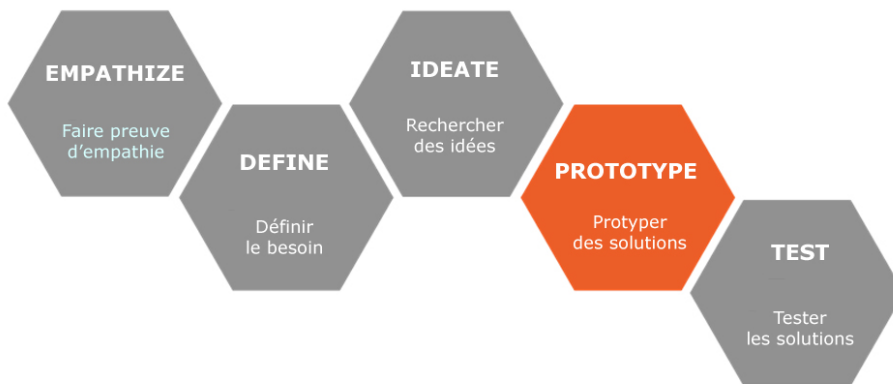 EMPATHIZE
Faire preuve
d'empathie
DEFINE
Définir
le besoin
IDEATE
Rechercher
des idées
PROTOTYPE
Protyper
des solutions
TEST
Tester
les solutions